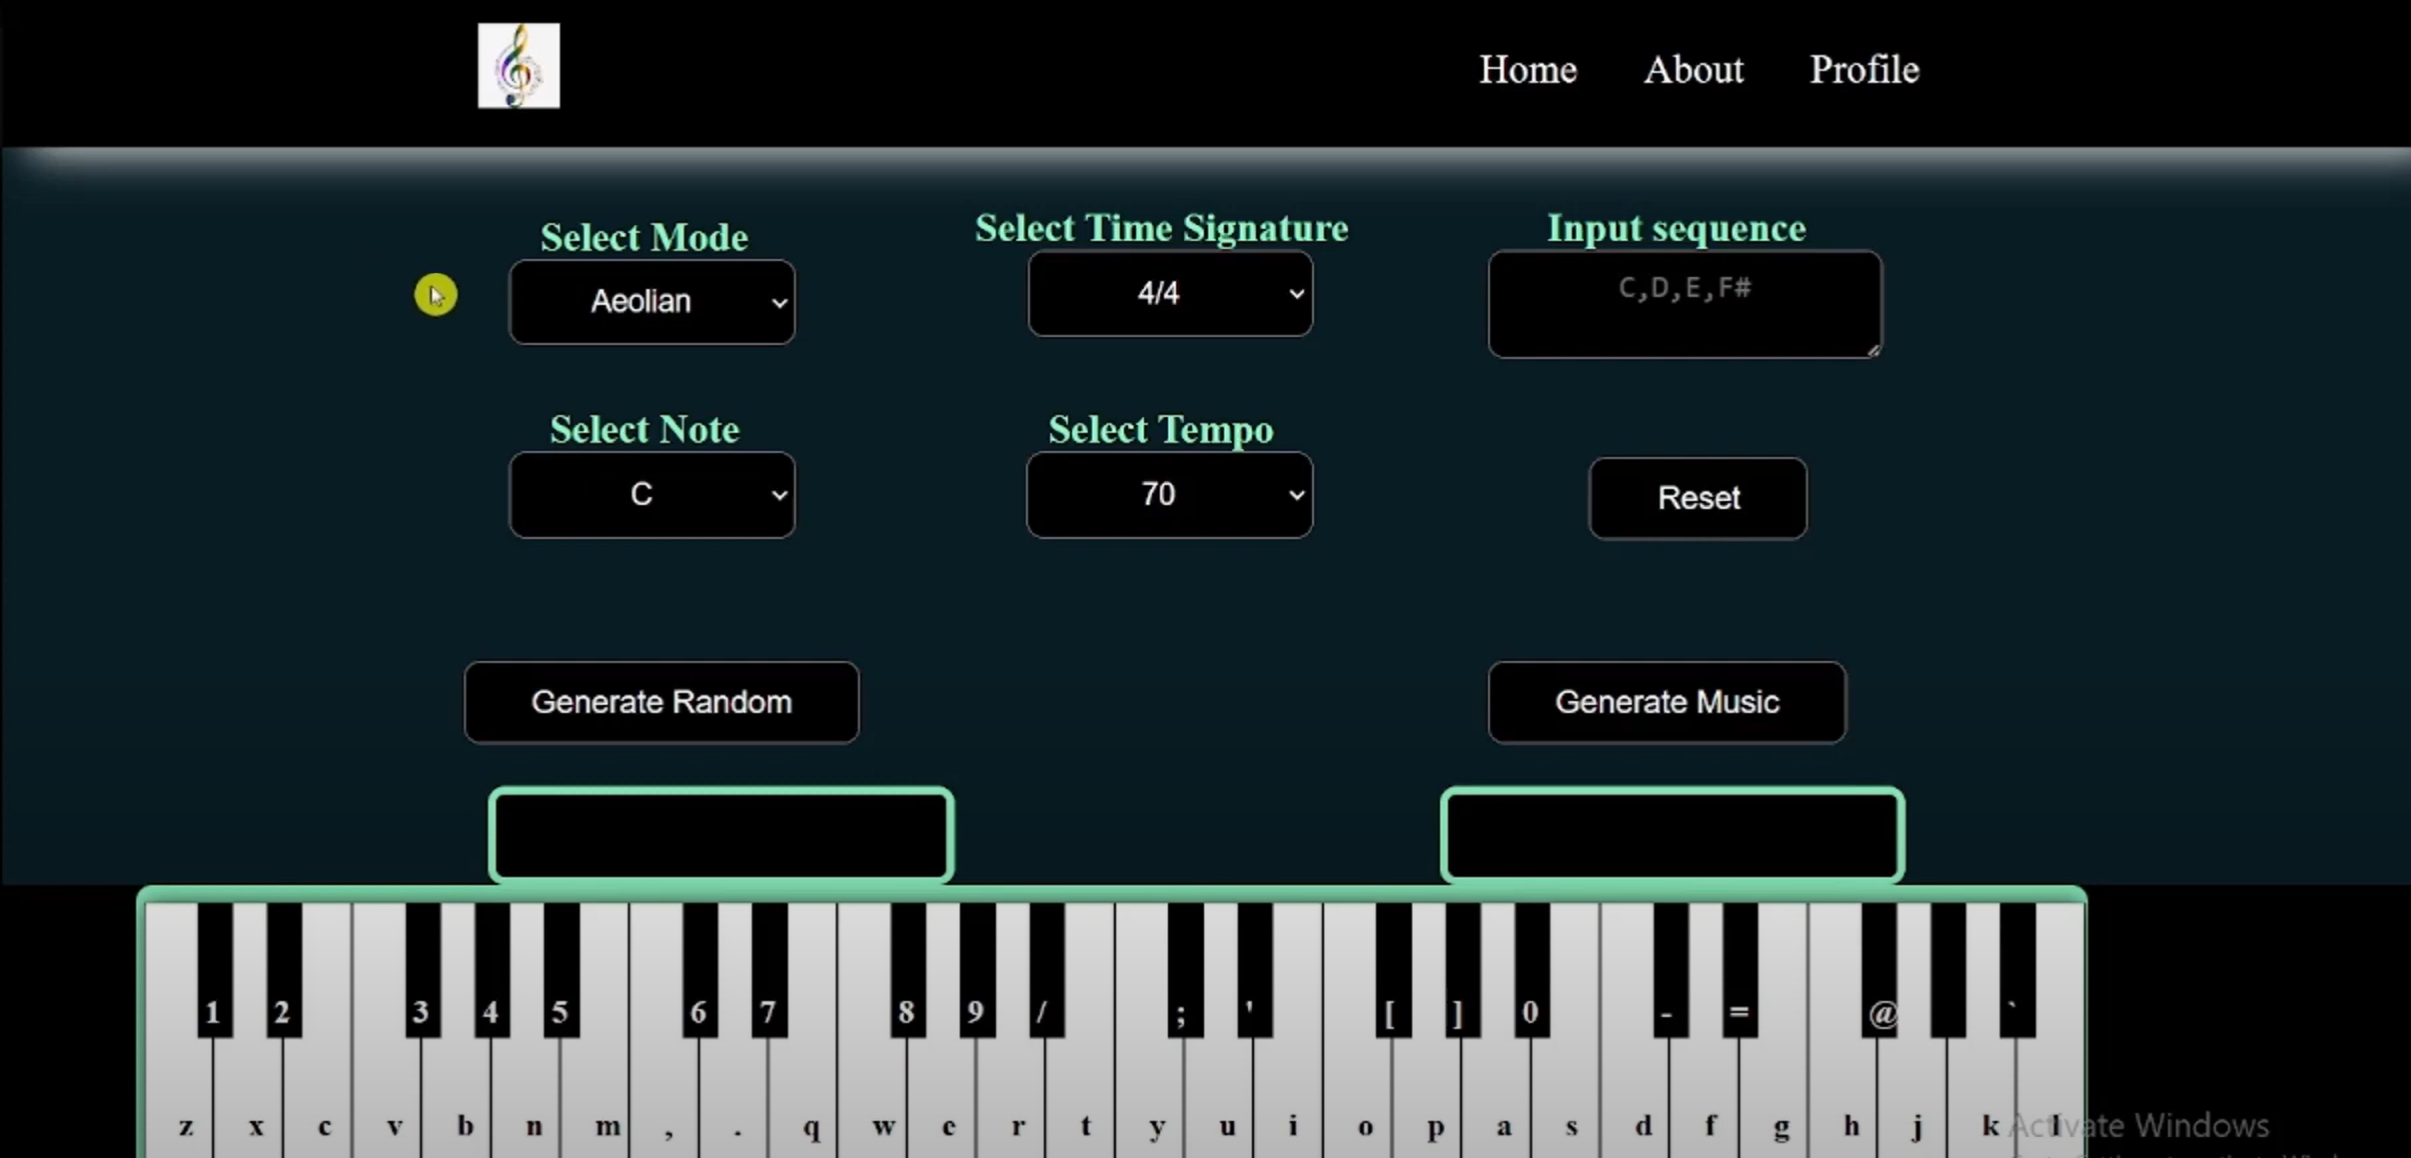 Home About Profile
Select Mode Select Time Signature Input sequence
Aeolian 4/4 C,D,E,F#
Select Note Select Tempo
C 70 Reset
Generate Random Generate Music
1 2 3 4 5 6 7 8 9 / ; ' [ ] 0 - = @ `
z x c v b n m , . q w e r t y u i o p a s d f g h j k l
Activate Windows